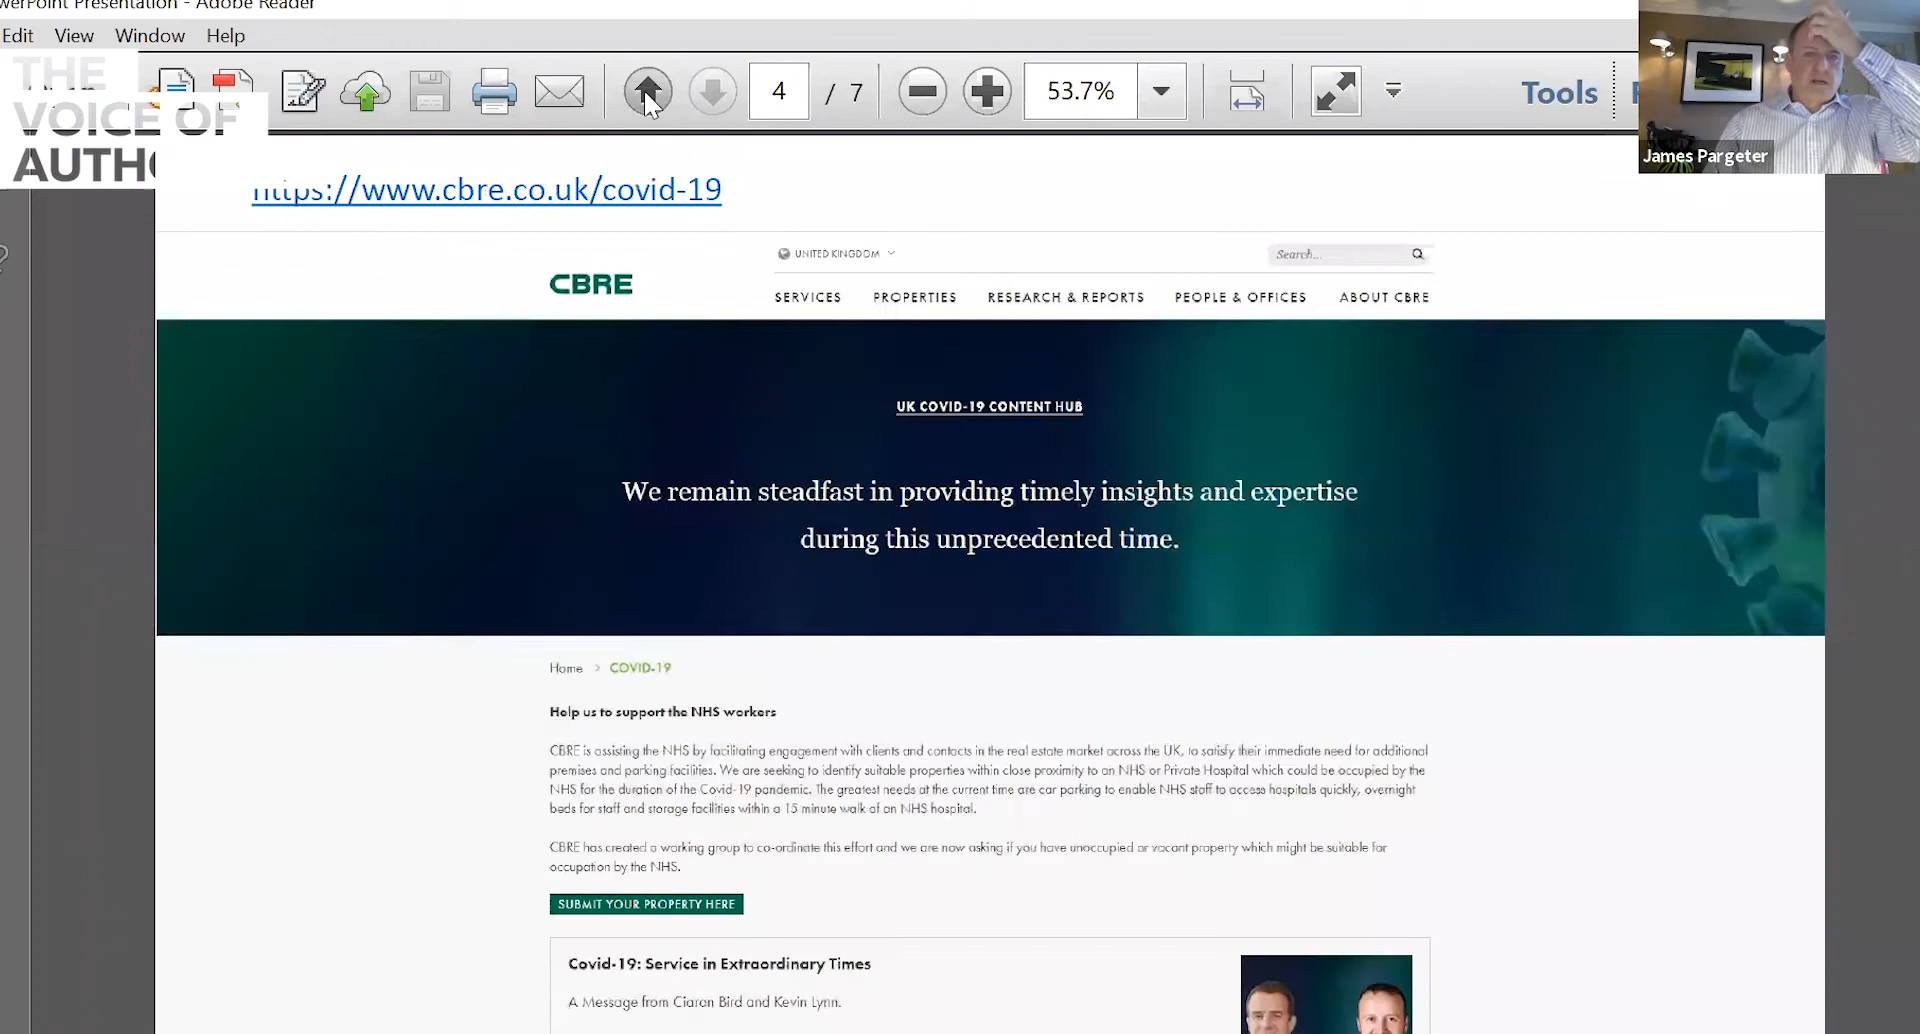 werPoint Presentation - Adobe Reader
Edit View Window Help
THE
VOICE OF
AUTHO
4 / 7 53.7% Tools
James Pargeter
https://www.cbre.co.uk/covid-19
UNITED KINGDOM Search...
CBRE
SERVICES PROPERTIES RESEARCH & REPORTS PEOPLE & OFFICES ABOUT CBRE
UK COVID-19 CONTENT HUB
We remain steadfast in providing timely insights and expertise
during this unprecedented time.
Home > COVID-19
Help us to support the NHS workers
CBRE is assisting the NHS by facilitating engagement with clients and contacts in the real estate market across the UK, to satisfy their immediate need for additional
premises and parking facilities. We are seeking to identify suitable properties within close proximity to an NHS or Private Hospital which could be occupied by the
NHS for the duration of the Covid-19 pandemic. The greatest needs at the current time are car parking to enable NHS staff to access hospitals quickly, overnight
beds for staff and storage facilities within a 15 minute walk of an NHS hospital.
CBRE has created a working group to co-ordinate this effort and we are now asking if you have unoccupied or vacant property which might be suitable for
occupation by the NHS.
SUBMIT YOUR PROPERTY HERE
Covid-19: Service in Extraordinary Times
A Message from Ciaran Bird and Kevin Lynn.